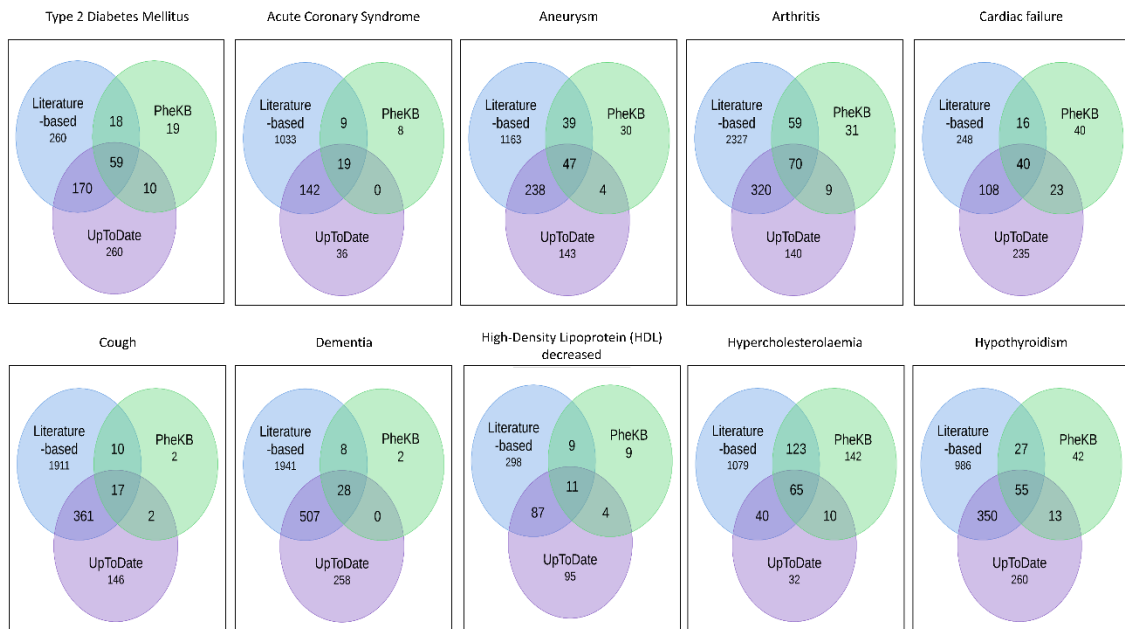 Type 2 Diabetes Mellitus
Literature
-based
260
18
PheKB
19
59
170
10
UpToDate
260
Acute Coronary Syndrome
Literature
-based
1033
9
PheKB
8
19
142
0
UpToDate
36
Aneurysm
Literature
-based
1163
39
PheKB
30
47
238
4
UpToDate
143
Arthritis
Literature
-based
2327
59
PheKB
31
70
320
9
UpToDate
140
Cardiac failure
Literature
-based
248
16
PheKB
40
40
108
23
UpToDate
235
Cough
Literature
-based
1911
10
PheKB
2
17
361
2
UpToDate
146
Dementia
Literature
-based
1941
8
PheKB
2
28
507
0
UpToDate
258
High-Density Lipoprotein (HDL)
decreased
Literature
-based
298
9
PheKB
9
11
87
4
UpToDate
95
Hypercholesterolaemia
Literature
-based
1079
123
PheKB
142
65
40
10
UpToDate
32
Hypothyroidism
Literature
-based
986
27
PheKB
42
55
350
13
UpToDate
260